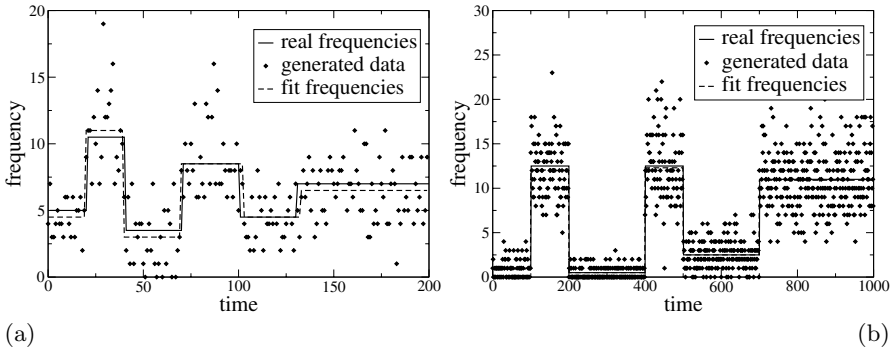 20
15
10
5
0
frequency
0
50
100
150
200
time
real frequencies
generated data
fit frequencies
(a)
30
25
20
15
10
5
0
frequency
0
200
400
600
800
1000
time
real frequencies
generated data
fit frequencies
(b)